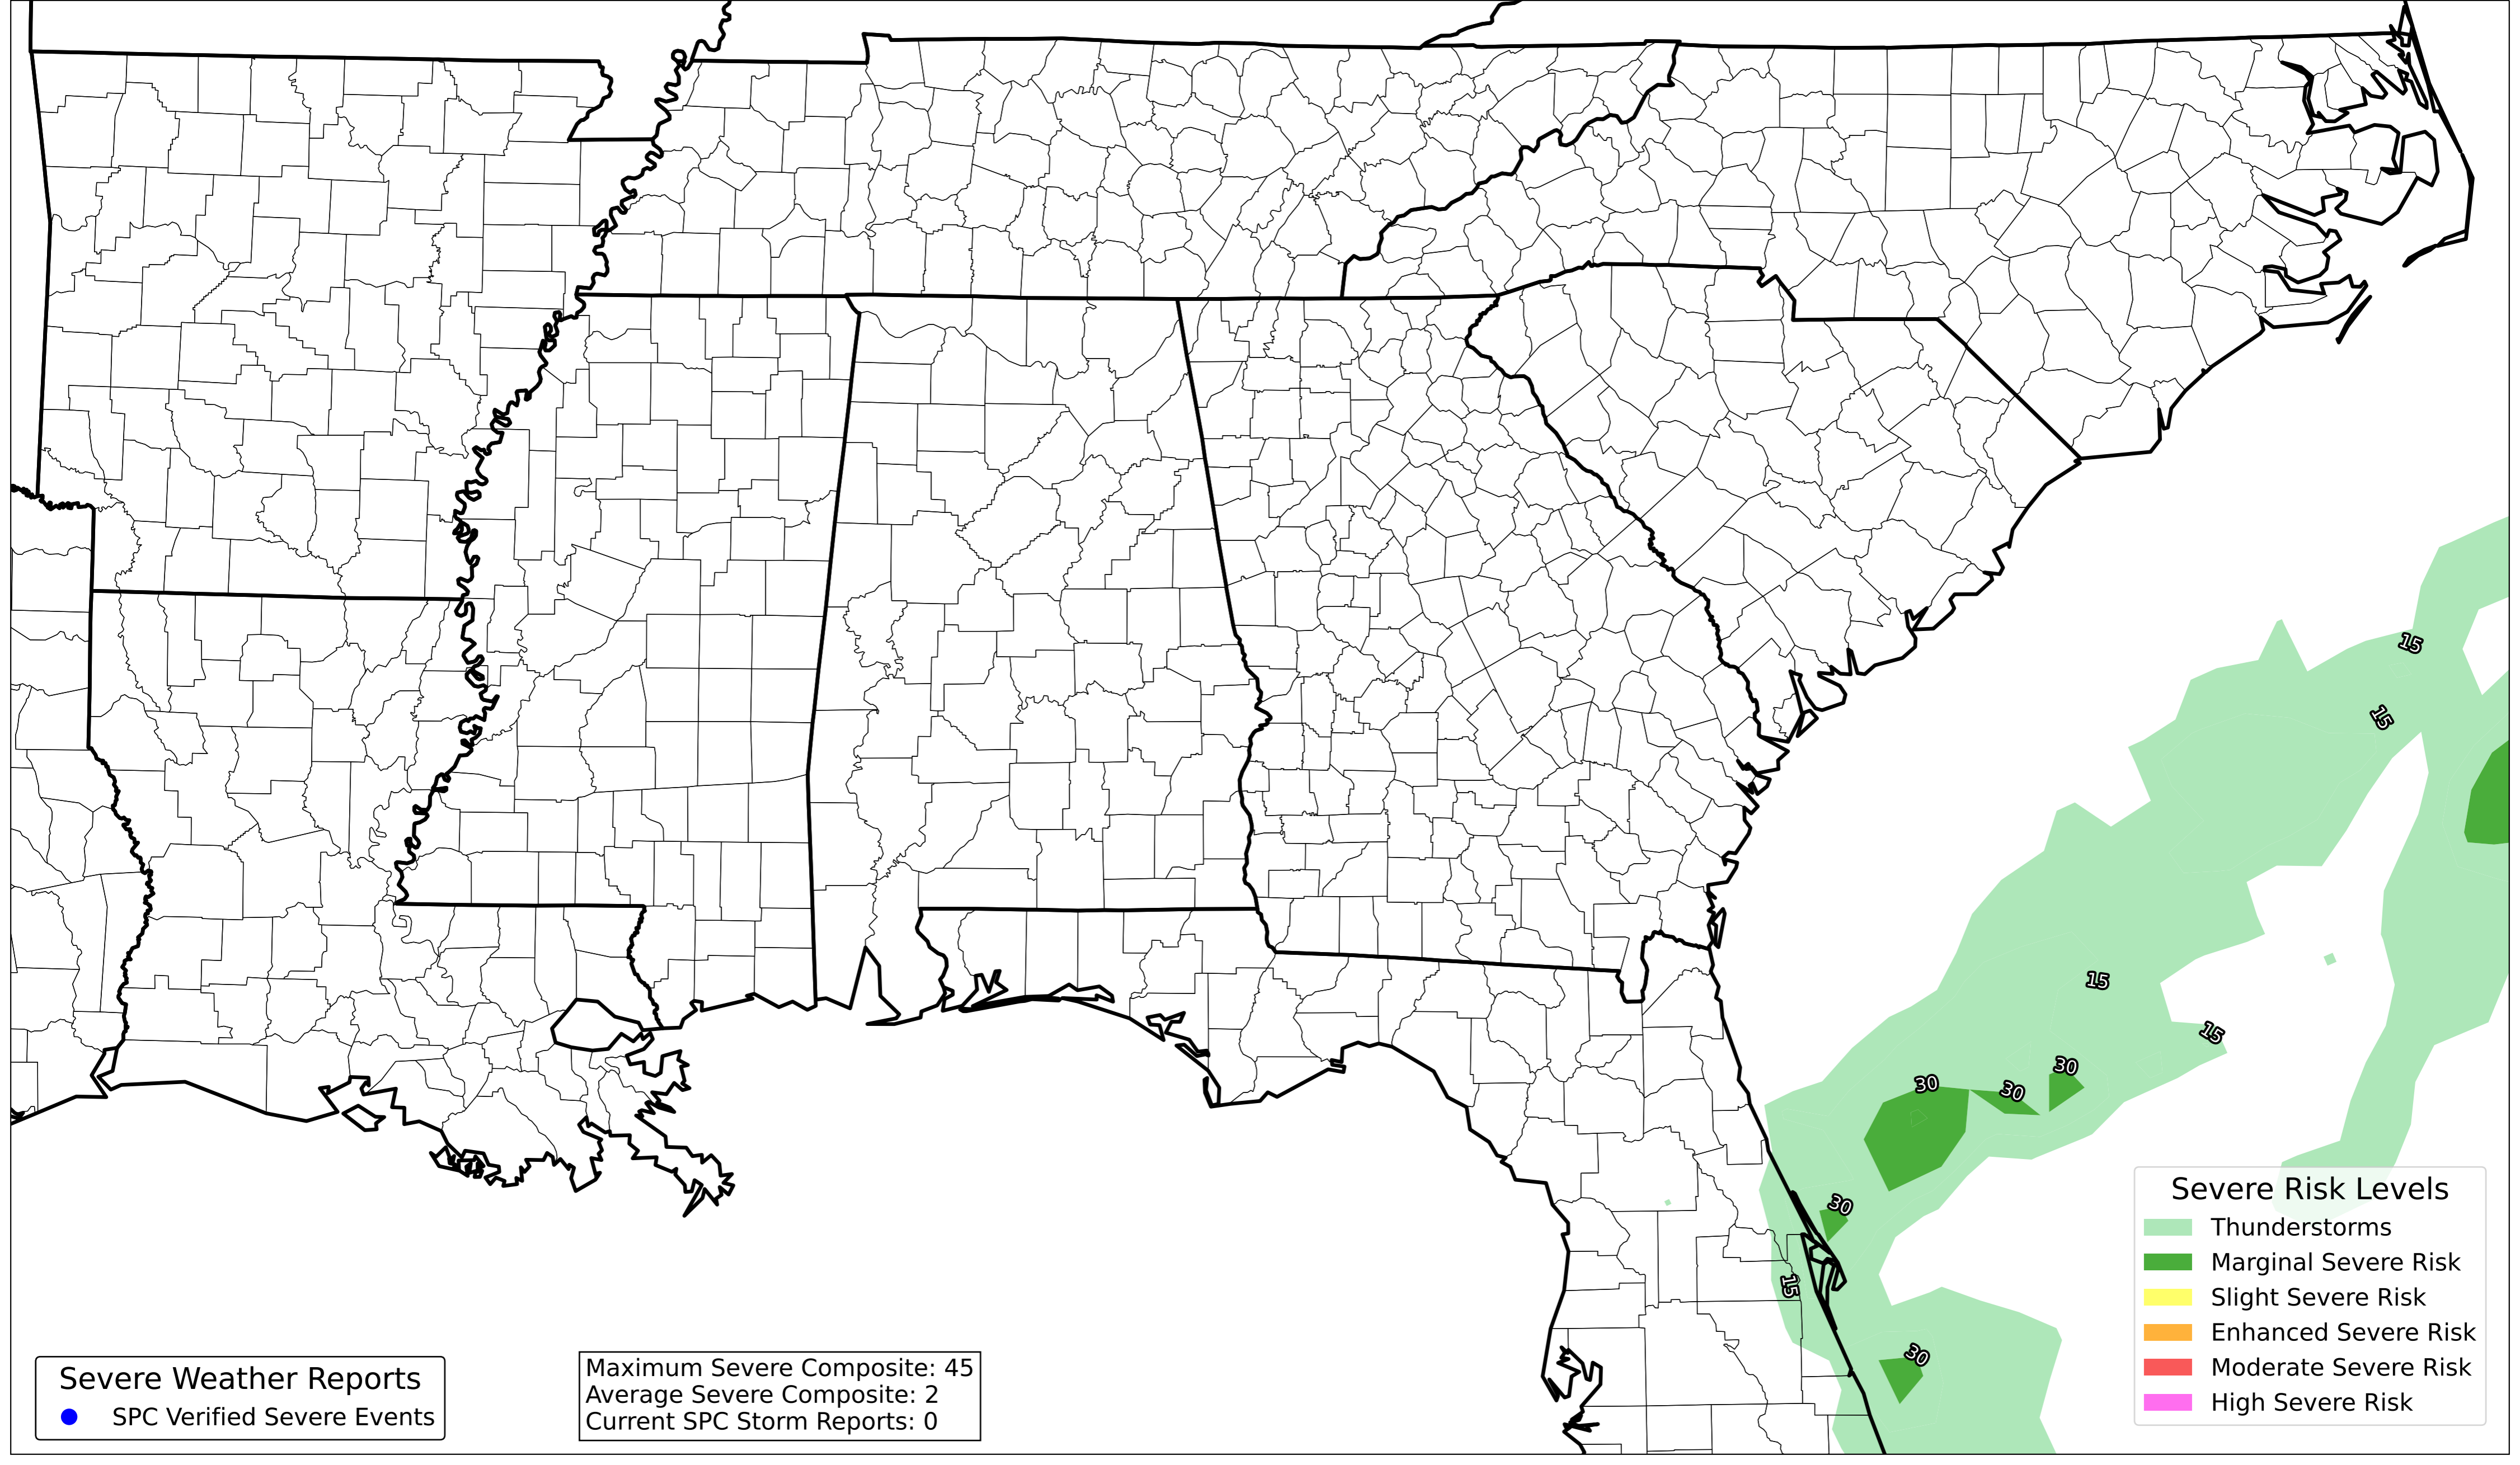 15
15
15
15
30
30
30
30
15
30
Severe Risk Levels
Thunderstorms
Marginal Severe Risk
Slight Severe Risk
Enhanced Severe Risk
Moderate Severe Risk
High Severe Risk
Severe Weather Reports
SPC Verified Severe Events
Maximum Severe Composite: 45
Average Severe Composite: 2
Current SPC Storm Reports: 0